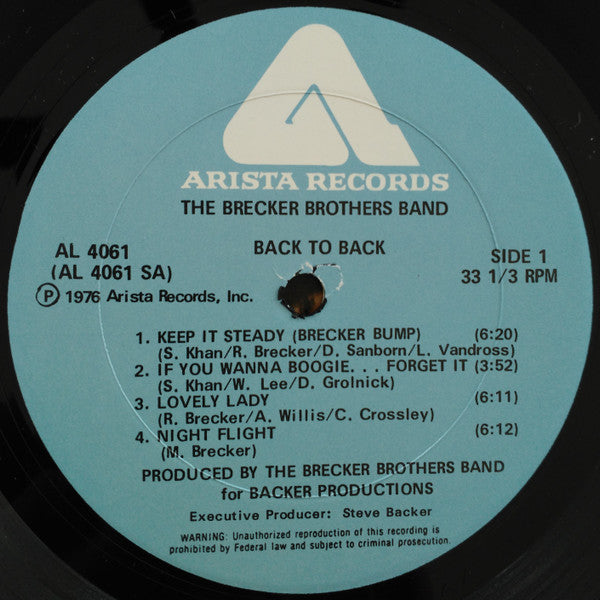 ARISTA RECORDS
THE BRECKER BROTHERS BAND
AL 4061 BACK TO BACK SIDE 1
(AL 4061 SA) 33 1/3 RPM
Ⓟ 1976 Arista Records, Inc.
1. KEEP IT STEADY (BRECKER BUMP) (6:20)
(S. Khan/R. Brecker/D. Sanborn/L. Vandross)
2. IF YOU WANNA BOOGIE. . . FORGET IT (3:52)
(S. Khan/W. Lee/D. Grolnick)
3. LOVELY LADY (6:11)
(R. Brecker/A. Willis/C. Crossley)
4. NIGHT FLIGHT (6:12)
(M. Brecker)
PRODUCED BY THE BRECKER BROTHERS BAND
for BACKER PRODUCTIONS
Executive Producer: Steve Backer
WARNING: Unauthorized reproduction of this recording is
prohibited by Federal law and subject to criminal prosecution.